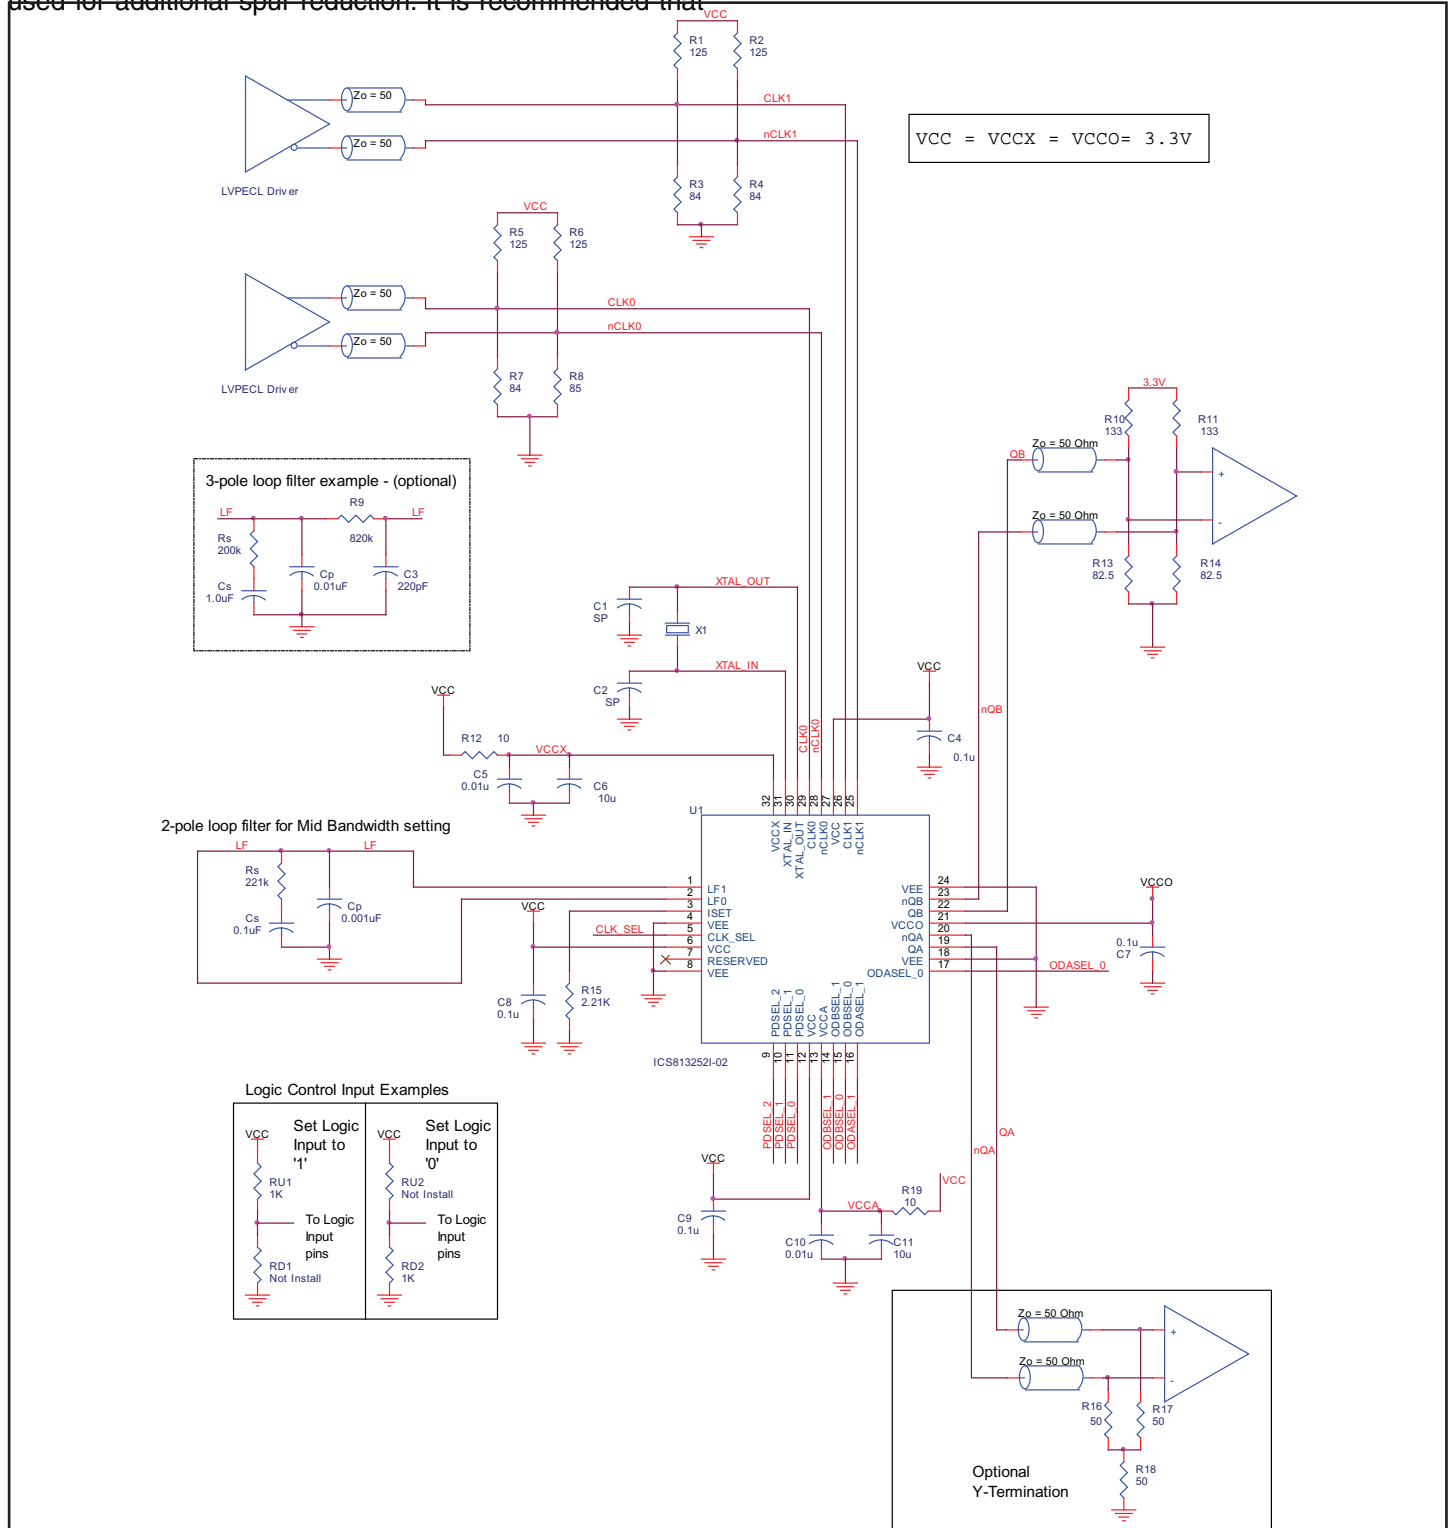 used for additional spur reduction. It is recommended that
VCC
R1
125
R2
125
Zo = 50
CLK1
Zo = 50
nCLK1
VCC = VCCX = VCCO= 3.3V
LVPECL Driver
R3
84
R4
84
VCC
R5
125
R6
125
Zo = 50
CLK0
Zo = 50
nCLK0
LVPECL Driver
R7
84
R8
85
3.3V
R10
133
R11
133
Zo = 50 Ohm
QB
+
Zo = 50 Ohm
-
R13
82.5
R14
82.5
3-pole loop filter example - (optional)
LF
R9
820k
LF
Rs
200k
Cs
1.0uF
Cp
0.01uF
C3
220pF
XTAL_OUT
C1
SP
X1
XTAL_IN
C2
SP
VCC
R12 10
VCCX
C5
0.01u
C6
10u
CLK0
nCLK0
VCC
C4
0.1u
nQB
2-pole loop filter for Mid Bandwidth setting
LF
LF
Rs
221k
Cs
0.1uF
Cp
0.001uF
U1
32
31
30
29
28
27
26
25
VCCX
XTAL_IN
XTAL_OUT
CLK0
nCLK0
VCC
CLK1
nCLK1
1
2
3
4
5
6
7
8
LF1
LF0
ISET
VEE
CLK_SEL
VCC
RESERVED
VEE
24
23
22
21
20
19
18
17
VEE
nQB
QB
VCCO
nQA
QA
VEE
ODASEL_0
VCC
CLK_SEL
C8
0.1u
R15
2.21K
VCCO
0.1u
C7
ODASEL_0
PDSEL_2
PDSEL_1
PDSEL_0
VCC
VCCA
ODBSEL_1
ODBSEL_0
ODASEL_1
ICS813252I-02
9
10
11
12
13
14
15
16
PDSEL_2
PDSEL_1
PDSEL_0
ODBSEL_1
ODBSEL_0
ODASEL_1
QA
nQA
Logic Control Input Examples
VCC
Set Logic
Input to
'1'
RU1
1K
To Logic
Input
pins
RD1
Not Install
VCC
Set Logic
Input to
'0'
RU2
Not Install
To Logic
Input
pins
RD2
1K
VCC
C9
0.1u
VCCA
R19
10
VCC
C10
0.01u
C11
10u
Zo = 50 Ohm
+
Zo = 50 Ohm
-
R16
50
R17
50
R18
50
Optional
Y-Termination